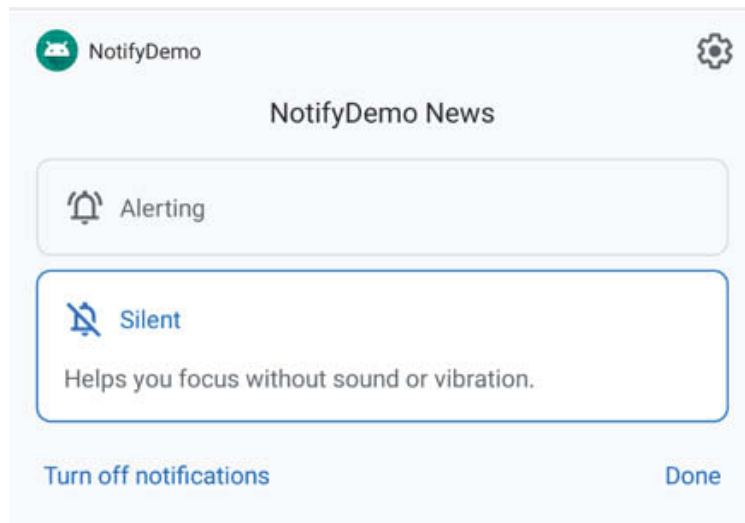 NotifyDemo
NotifyDemo News
Alerting
Silent
Helps you focus without sound or vibration.
Turn off notifications
Done